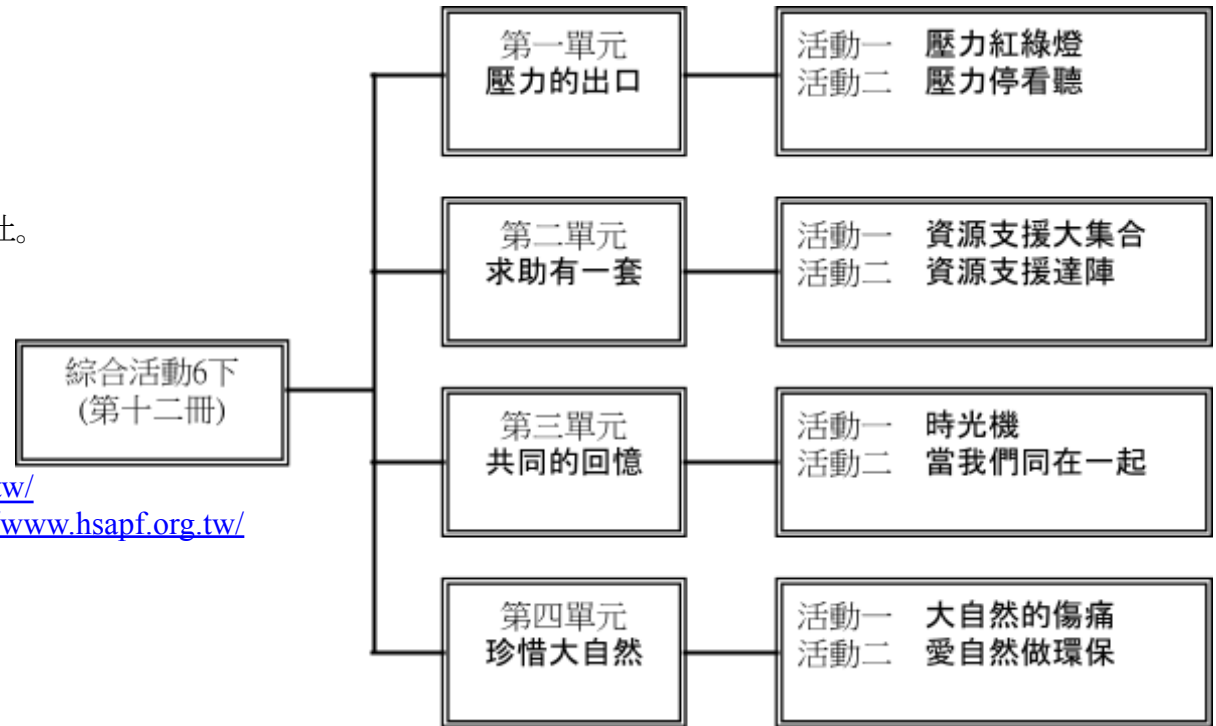 第一單元
壓力的出口
活動一　壓力紅綠燈
活動二　壓力停看聽
第二單元
求助有一套
活動一　資源支援大集合
活動二　資源支援達陣
綜合活動6下
(第十二冊)
第三單元
共同的回憶
活動一　時光機
活動二　當我們同在一起
tw/
www.hsapf.org.tw/
第四單元
珍惜大自然
活動一　大自然的傷痛
活動二　愛自然做環保